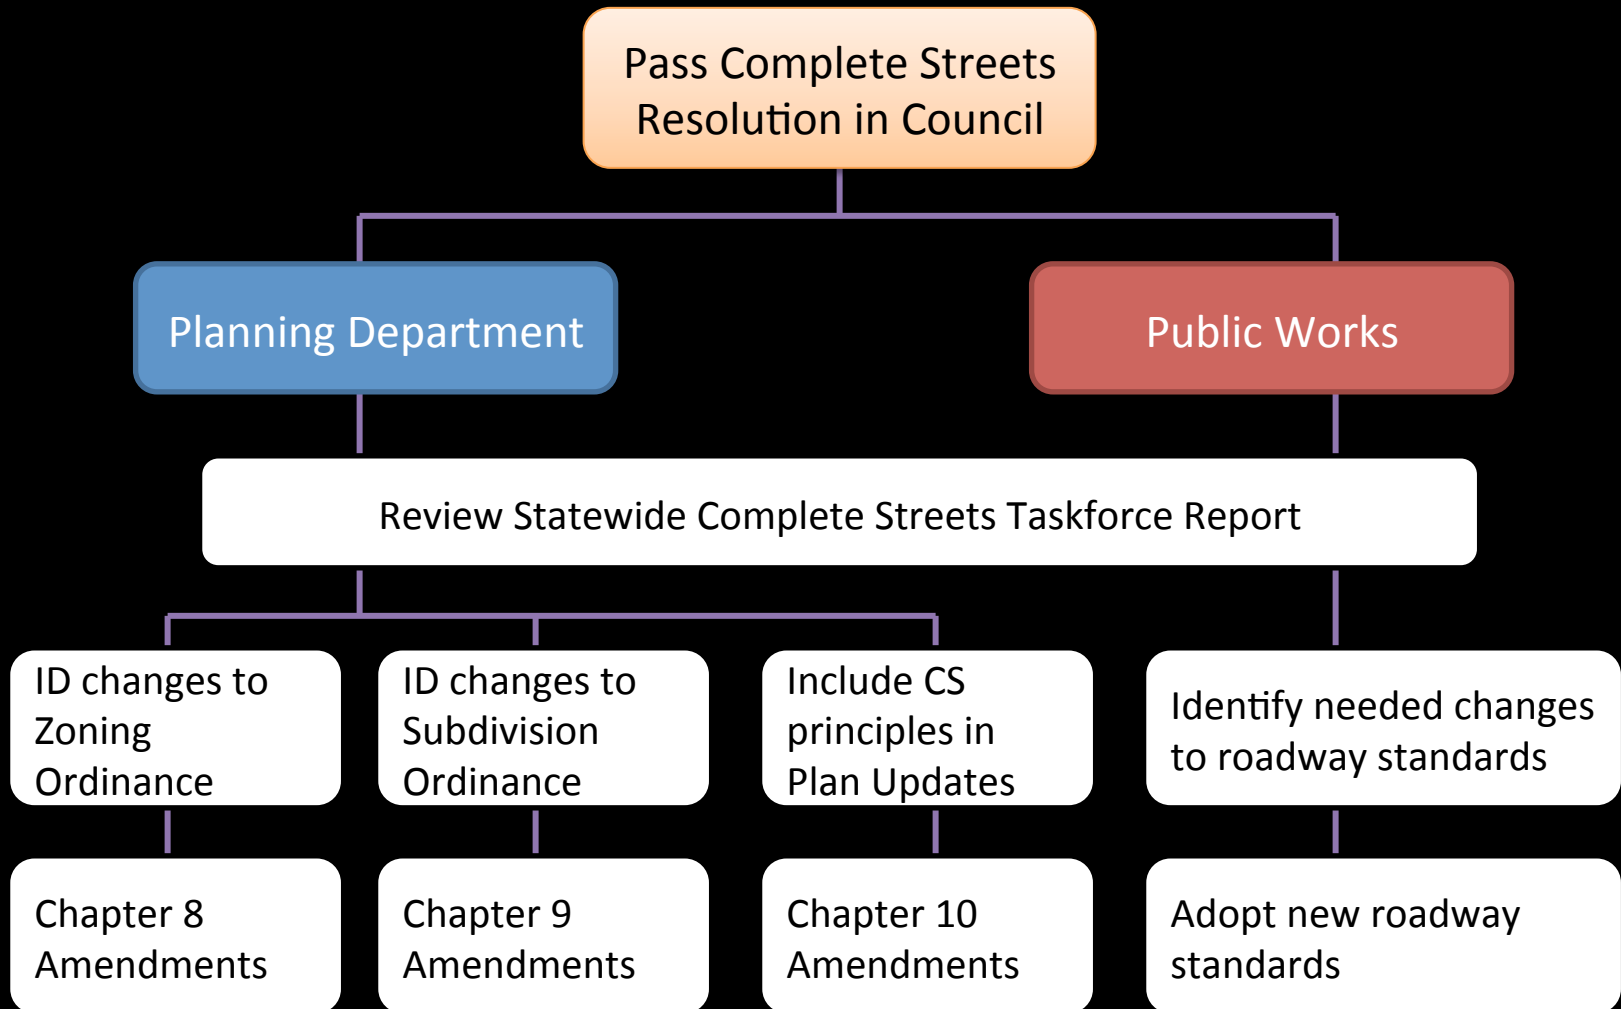 Pass Complete Streets
Resolution in Council
Planning Department
Public Works
Review Statewide Complete Streets Taskforce Report
ID changes to
Zoning
Ordinance
ID changes to
Subdivision
Ordinance
Include CS
principles in
Plan Updates
Identify needed changes
to roadway standards
Chapter 8
Amendments
Chapter 9
Amendments
Chapter 10
Amendments
Adopt new roadway
standards